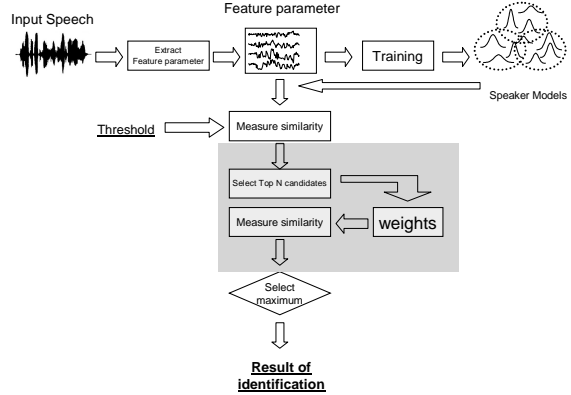 Feature parameter
Input Speech
Extract
Feature parameter
Training
Speaker Models
Threshold
Measure similarity
Select Top N candidates
Measure similarity
weights
Select
maximum
Result of
identification